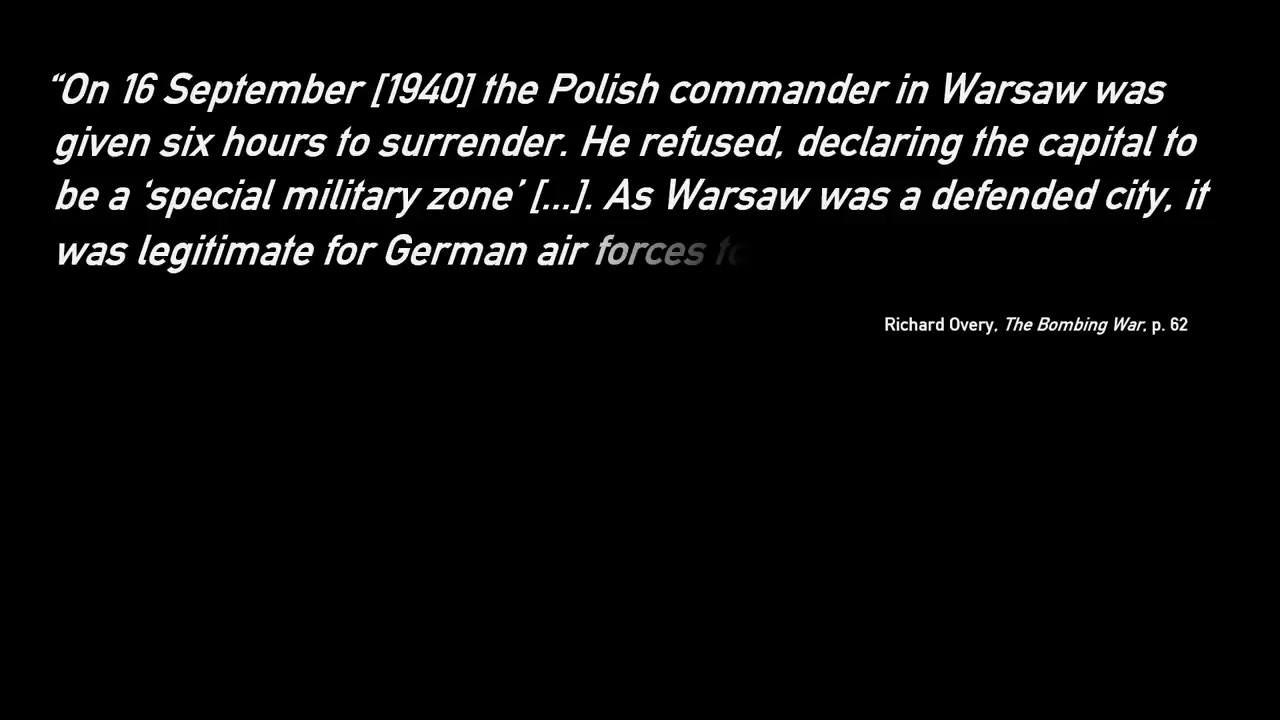 “On 16 September [1940] the Polish commander in Warsaw was
given six hours to surrender. He refused, declaring the capital to
be a ‘special military zone’ [...]. As Warsaw was a defended city, it
was legitimate for German air forces to
Richard Overy, The Bombing War, p. 62